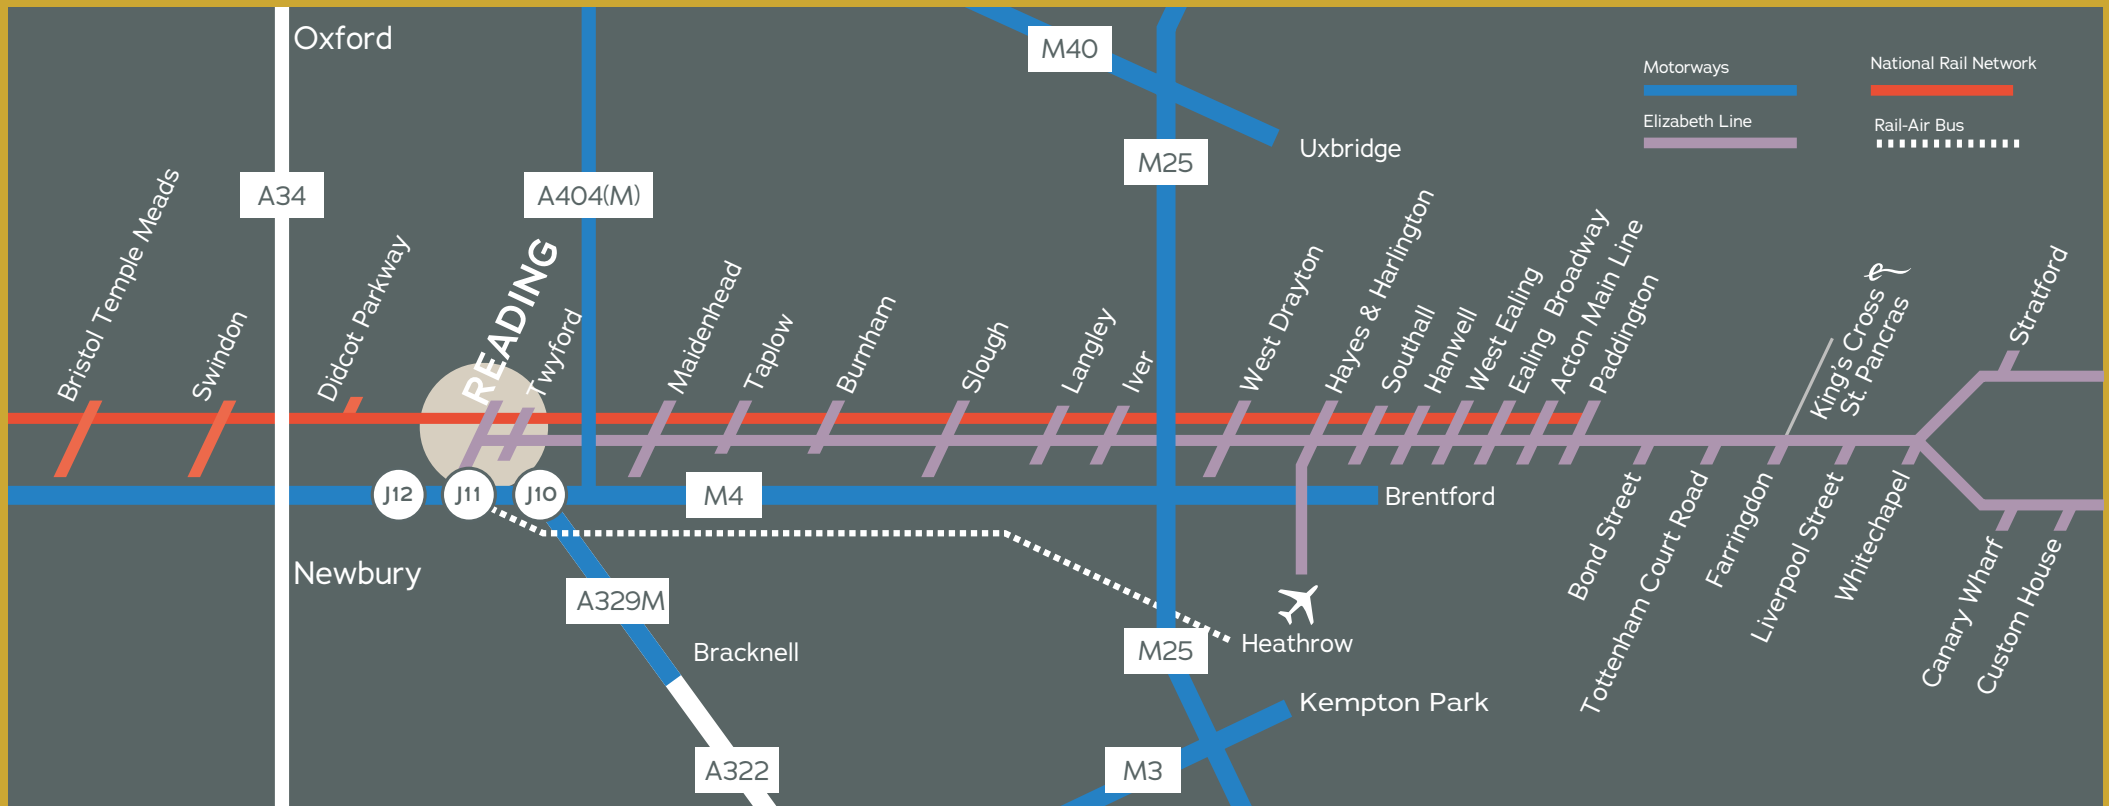 Oxford
M40
Motorways
National Rail Network
Elizabeth Line
Rail-Air Bus
Uxbridge
M25
A34
A404(M)
Bristol Temple Meads
Swindon
Didcot Parkway
READING
Twyford
Maidenhead
Taplow
Burnham
Slough
Langley
Iver
West Drayton
Hayes & Harlington
Southall
Hanwell
West Ealing
Ealing Broadway
Acton Main Line
Paddington
King's Cross
St. Pancras
Stratford
J12
J11
J10
M4
Brentford
Bond Street
Tottenham Court Road
Farringdon
Liverpool Street
Whitechapel
Canary Wharf
Custom House
Newbury
A329M
Bracknell
M25
Heathrow
Kempton Park
A322
M3